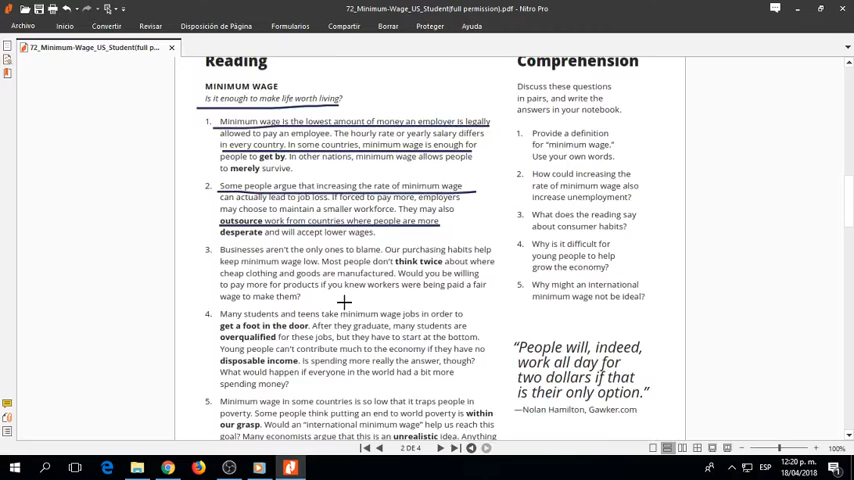 72_Minimum-Wage_US_Student(full permission).pdf - Nitro Pro
Archivo Inicio Convertir Revisar Disposición de Página Formularios Compartir Borrar Proteger Ayuda
72_Minimum-Wage_US_Student(full p...
Reading
MINIMUM WAGE
Is it enough to make life worth living?
1. Minimum wage is the lowest amount of money an employer is legally
allowed to pay an employee. The hourly rate or yearly salary differs
in every country. In some countries, minimum wage is enough for
people to get by. In other nations, minimum wage allows people
to merely survive.
2. Some people argue that increasing the rate of minimum wage
can actually lead to job loss. If forced to pay more, employers
may choose to maintain a smaller workforce. They may also
outsource work from countries where people are more
desperate and will accept lower wages.
3. Businesses aren't the only ones to blame. Our purchasing habits help
keep minimum wage low. Most people don't think twice about where
cheap clothing and goods are manufactured. Would you be willing
to pay more for products if you knew workers were being paid a fair
wage to make them?
4. Many students and teens take minimum wage jobs in order to
get a foot in the door. After they graduate, many students are
overqualified for these jobs, but they have to start at the bottom.
Young people can't contribute much to the economy if they have no
disposable income. Is spending more really the answer, though?
What would happen if everyone in the world had a bit more
spending money?
5. Minimum wage in some countries is so low that it traps people in
poverty. Some people think putting an end to world poverty is within
our grasp. Would an "international minimum wage" help us reach this
goal? Many economists argue that this is an unrealistic idea. Anything
Comprehension
Discuss these questions
in pairs, and write the
answers in your notebook.
1. Provide a definition
for "minimum wage."
Use your own words.
2. How could increasing the
rate of minimum wage also
increase unemployment?
3. What does the reading say
about consumer habits?
4. Why is it difficult for
young people to help
grow the economy?
5. Why might an international
minimum wage not be ideal?
"People will, indeed,
work all day for
two dollars if that
is their only option."
—Nolan Hamilton, Gawker.com
2 DE 4
100%
ESP
12:20 p. m.
18/04/2018